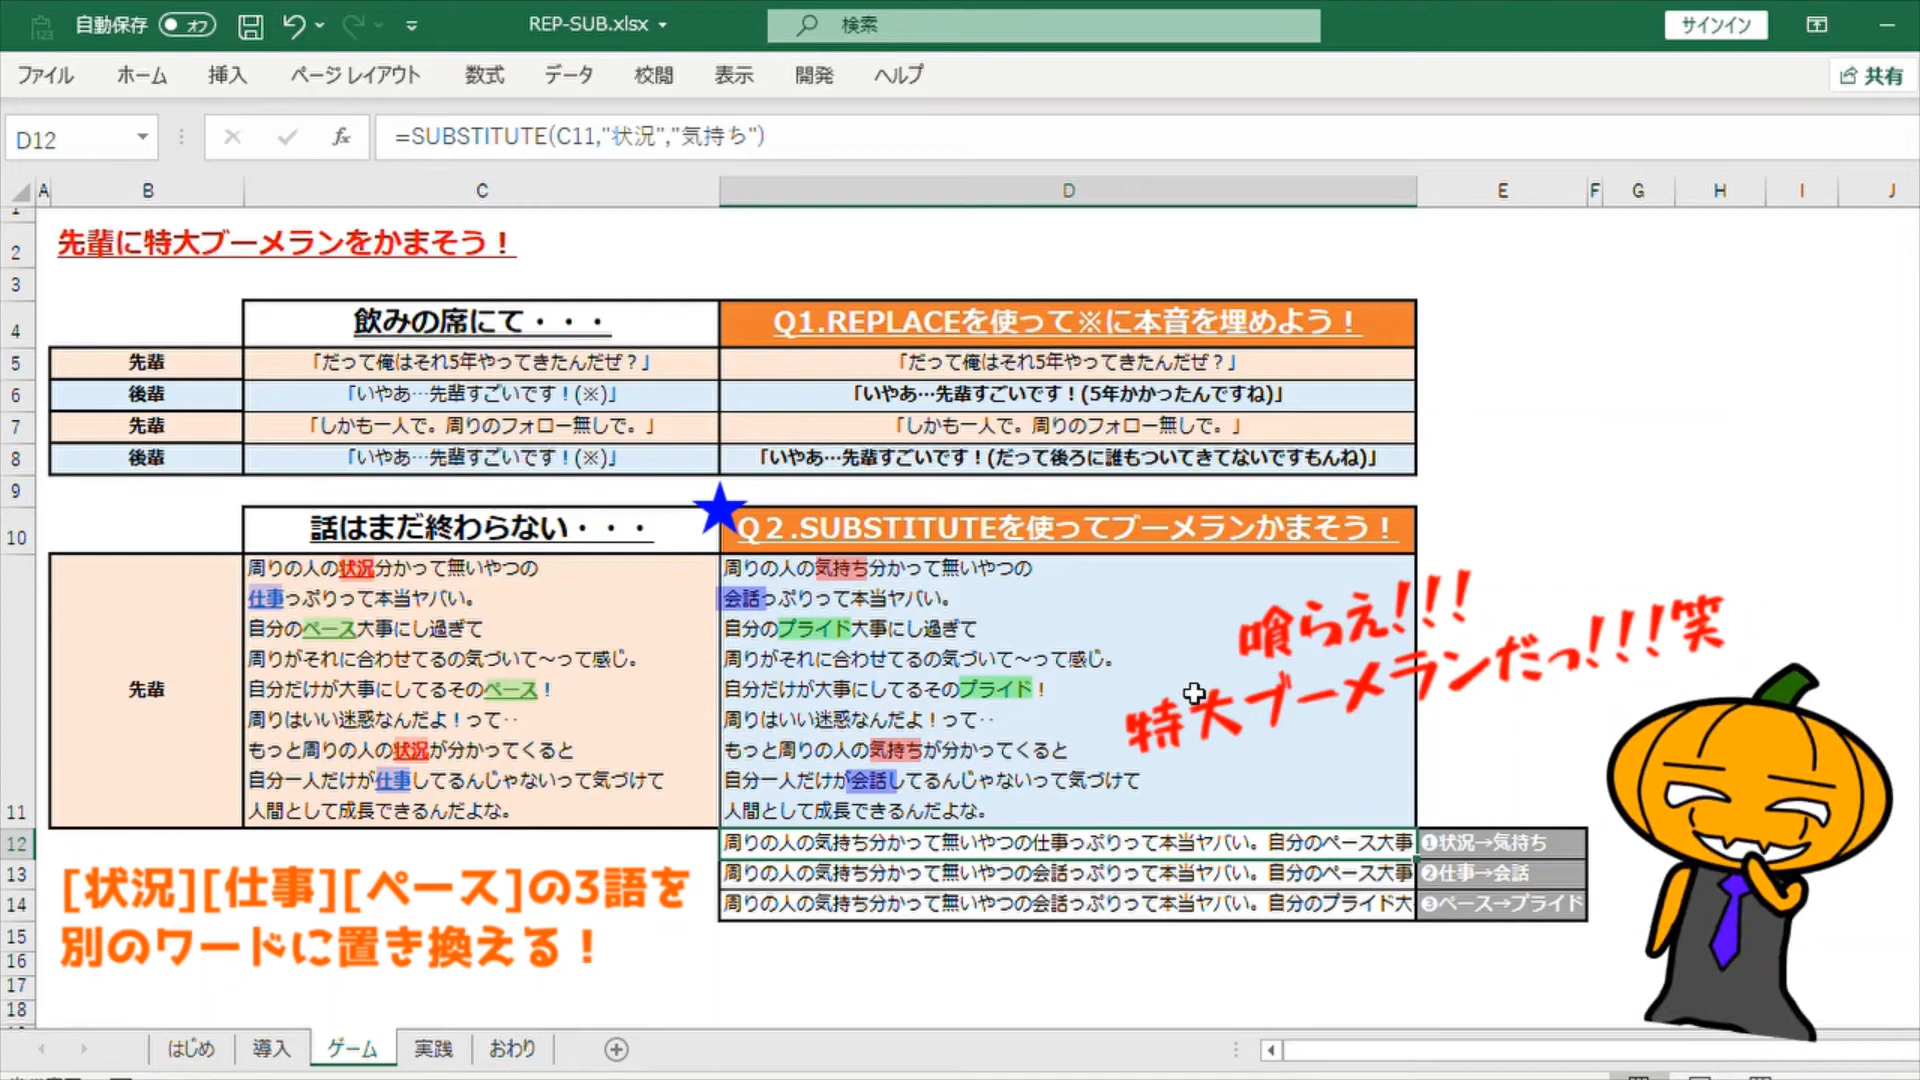 自動保存 オフ REP-SUB.xlsx 検索 サインイン
ファイル ホーム 挿入 ページ レイアウト 数式 データ 校閲 表示 開発 ヘルプ 共有
D12 fx =SUBSTITUTE(C11,"状況","気持ち")
A B C D E F G H I J
1
2 先輩に特大ブーメランをかまそう！
3
4 飲みの席にて・・・ Q1.REPLACEを使って※に本音を埋めよう！
5 先輩 「だって俺はそれ5年やってきたんだぜ？」 「だって俺はそれ5年やってきたんだぜ？」
6 後輩 「いやあ…先輩すごいです！(※)」 「いやあ…先輩すごいです！(5年かかったんですね)」
7 先輩 「しかも一人で。周りのフォロー無しで。」 「しかも一人で。周りのフォロー無しで。」
8 後輩 「いやあ…先輩すごいです！(※)」 「いやあ…先輩すごいです！(だって後ろに誰もついてきてないですもんね)」
9
10 話はまだ終わらない・・・ Q２.SUBSTITUTEを使ってブーメランかまそう！
11 先輩
周りの人の状況分かって無いやつの
仕事っぷりって本当ヤバい。
自分のペース大事にし過ぎて
周りがそれに合わせてるの気づいて～って感じ。
自分だけが大事にしてるそのペース！
周りはいい迷惑なんだよ！って‥
もっと周りの人の状況が分かってくると
自分一人だけが仕事してるんじゃないって気づけて
人間として成長できるんだよな。
周りの人の気持ち分かって無いやつの
会話っぷりって本当ヤバい。
自分のプライド大事にし過ぎて
周りがそれに合わせてるの気づいて～って感じ。
自分だけが大事にしてるそのプライド！
周りはいい迷惑なんだよ！って‥
もっと周りの人の気持ちが分かってくると
自分一人だけが会話してるんじゃないって気づけて
人間として成長できるんだよな。
喰らえ!!!
特大ブーメランだっ!!!笑
12 周りの人の気持ち分かって無いやつの仕事っぷりって本当ヤバい。自分のペース大事 ❶状況→気持ち
13 周りの人の気持ち分かって無いやつの会話っぷりって本当ヤバい。自分のペース大事 ❷仕事→会話
14 周りの人の気持ち分かって無いやつの会話っぷりって本当ヤバい。自分のプライド大 ❸ペース→プライド
[状況][仕事][ペース]の3語を
別のワードに置き換える！
15
16
17
18
はじめ 導入 ゲーム 実践 おわり